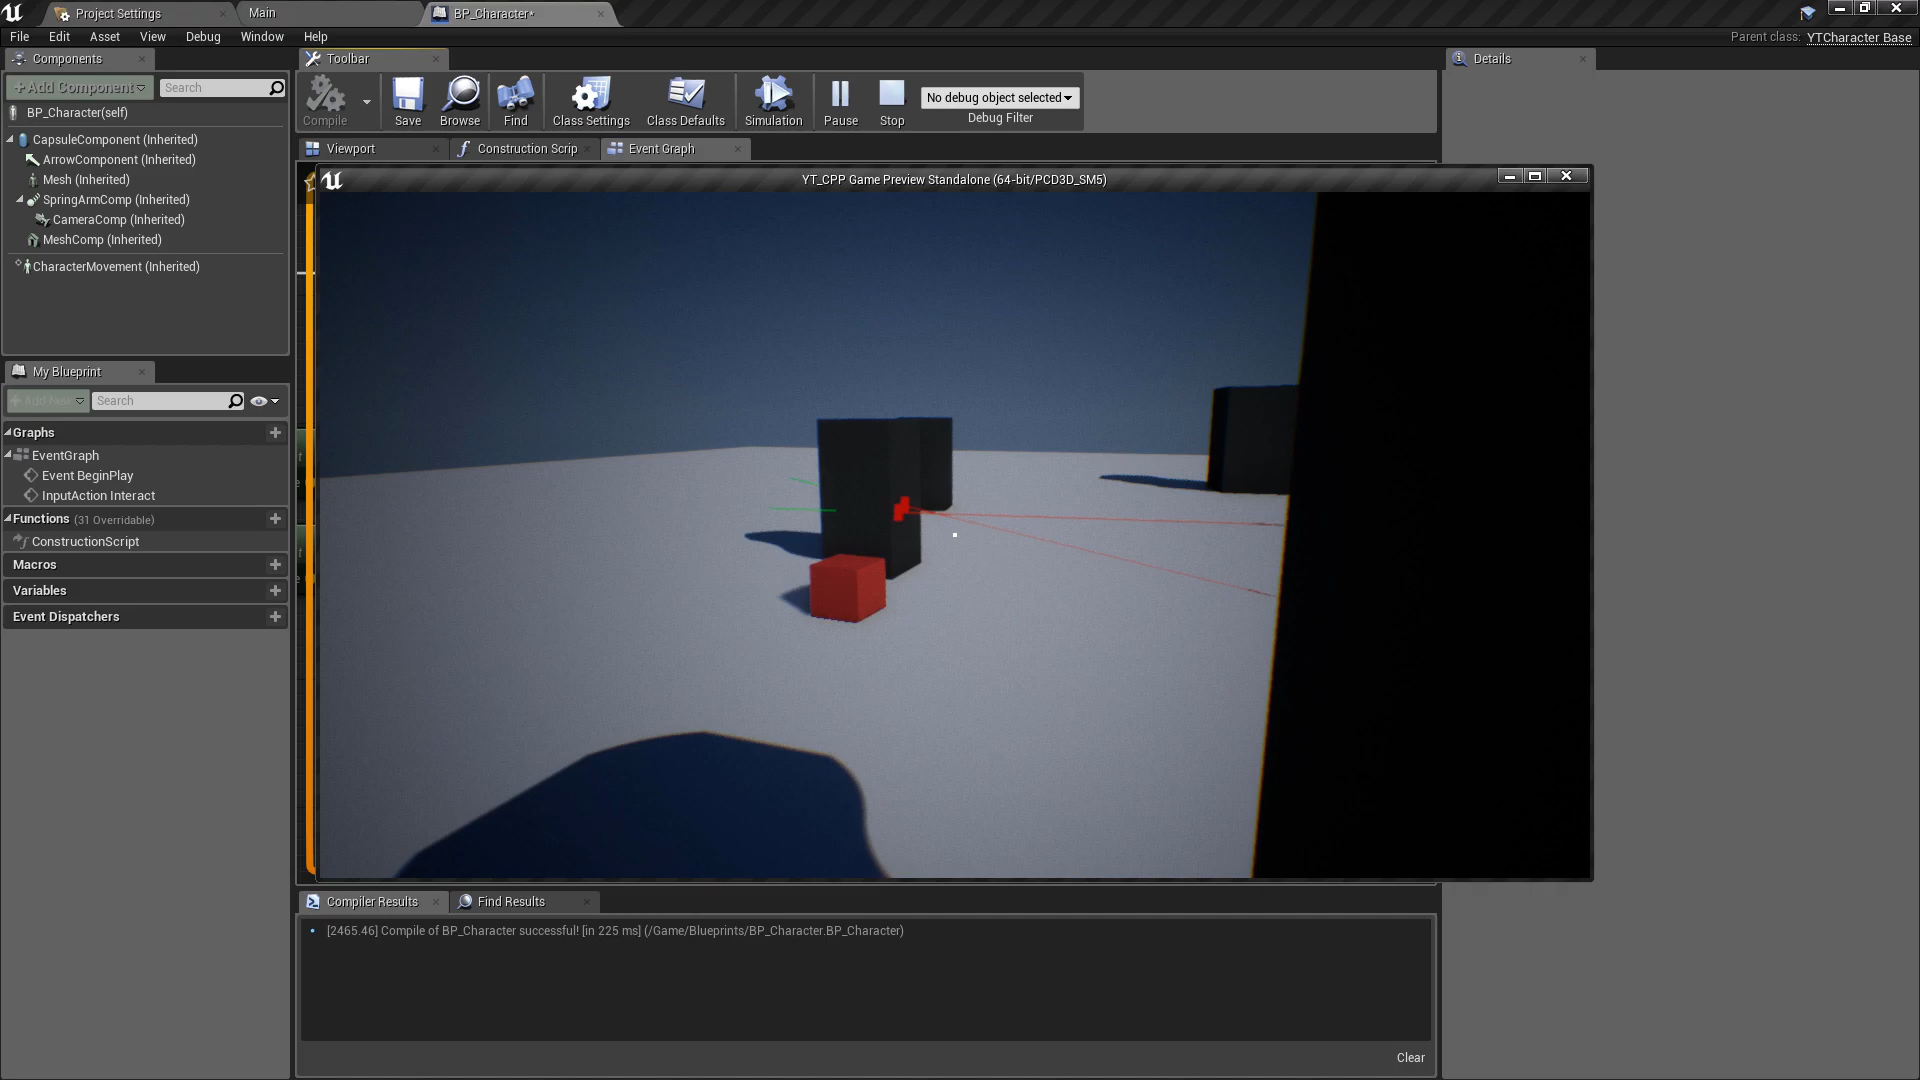 Project Settings
Main
BP_Character*
File Edit Asset View Debug Window Help
Parent class: YTCharacter Base
Components
Toolbar
Details
+Add Component
Search
BP_Character(self)
CapsuleComponent (Inherited)
ArrowComponent (Inherited)
Mesh (Inherited)
SpringArmComp (Inherited)
CameraComp (Inherited)
MeshComp (Inherited)
CharacterMovement (Inherited)
Compile
Save
Browse
Find
Class Settings
Class Defaults
Simulation
Pause
Stop
No debug object selected
Debug Filter
Viewport
Construction Scrip
Event Graph
YT_CPP Game Preview Standalone (64-bit/PCD3D_SM5)
My Blueprint
+ Add New
Search
Graphs
EventGraph
Event BeginPlay
InputAction Interact
Functions (31 Overridable)
ConstructionScript
Macros
Variables
Event Dispatchers
Compiler Results
Find Results
[2465.46] Compile of BP_Character successful! [in 225 ms] (/Game/Blueprints/BP_Character.BP_Character)
Clear